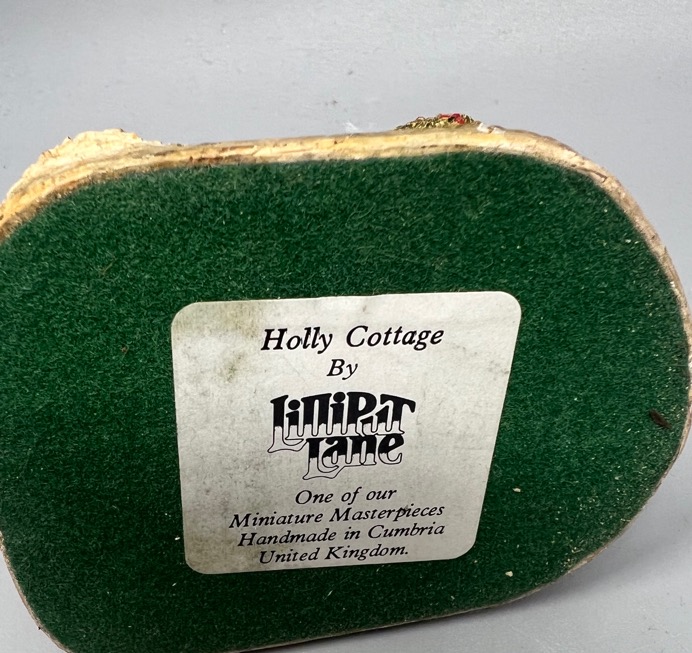 Holly Cottage
By
Lilliput
Lane
One of our
Miniature Masterpieces
Handmade in Cumbria
United Kingdom.